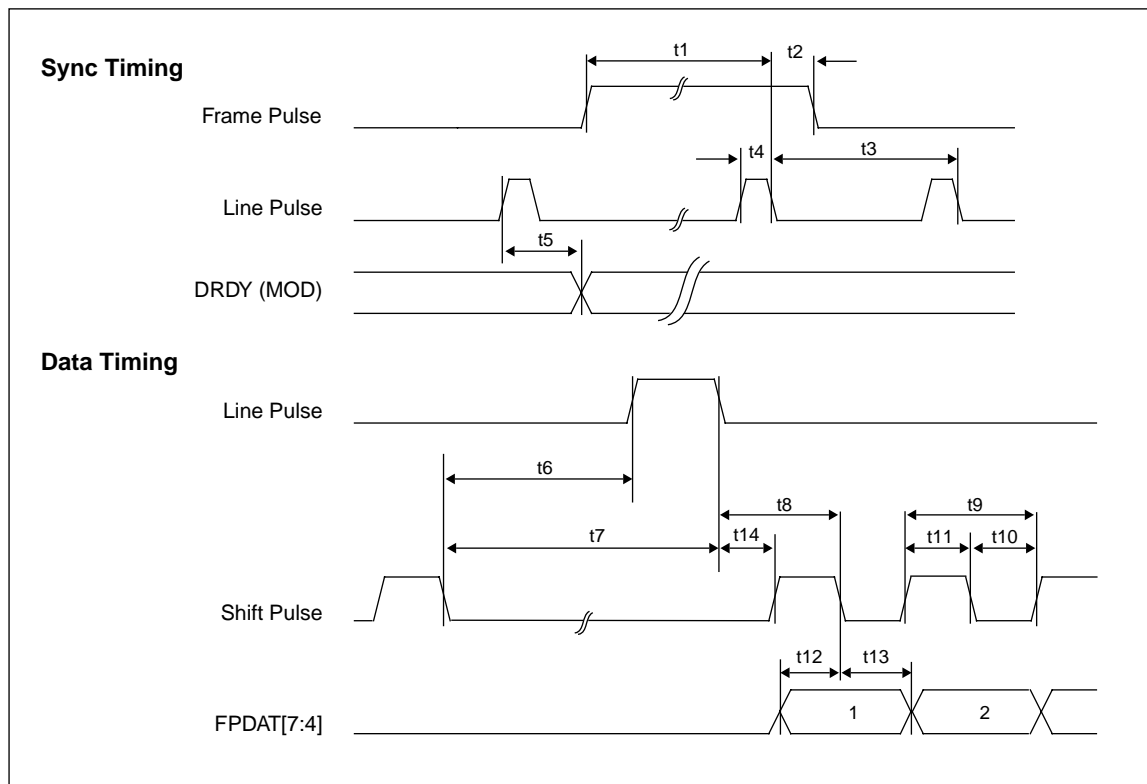 Sync Timing
t1
t2
Frame Pulse
t4
t3
Line Pulse
t5
DRDY (MOD)
Data Timing
Line Pulse
t6
t8
t9
t7
t14
t11
t10
Shift Pulse
t12
t13
FPDAT[7:4]
1
2